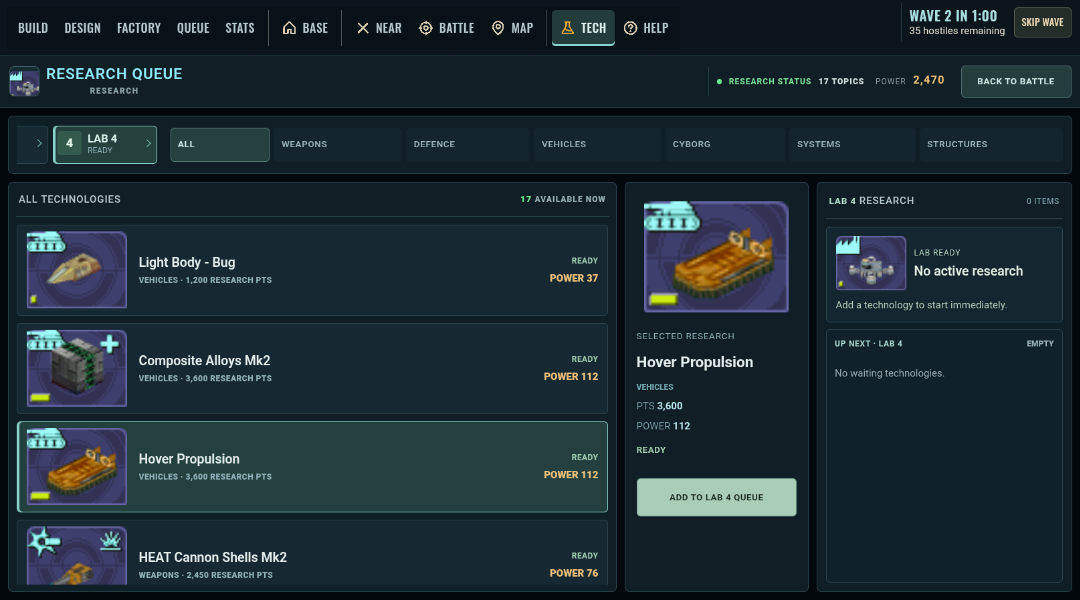 BUILD DESIGN FACTORY QUEUE STATS BASE NEAR BATTLE MAP TECH HELP
WAVE 2 IN 1:00
35 hostiles remaining
SKIP WAVE
RESEARCH QUEUE
RESEARCH
RESEARCH STATUS 17 TOPICS POWER 2,470
BACK TO BATTLE
4 LAB 4
READY
ALL WEAPONS DEFENCE VEHICLES CYBORG SYSTEMS STRUCTURES
ALL TECHNOLOGIES
17 AVAILABLE NOW
Light Body - Bug
VEHICLES · 1,200 RESEARCH PTS
READY
POWER 37
Composite Alloys Mk2
VEHICLES · 3,600 RESEARCH PTS
READY
POWER 112
Hover Propulsion
VEHICLES · 3,600 RESEARCH PTS
READY
POWER 112
HEAT Cannon Shells Mk2
WEAPONS · 2,450 RESEARCH PTS
READY
POWER 76
SELECTED RESEARCH
Hover Propulsion
VEHICLES
PTS 3,600
POWER 112
READY
ADD TO LAB 4 QUEUE
LAB 4 RESEARCH
0 ITEMS
LAB READY
No active research
Add a technology to start immediately.
UP NEXT · LAB 4
EMPTY
No waiting technologies.